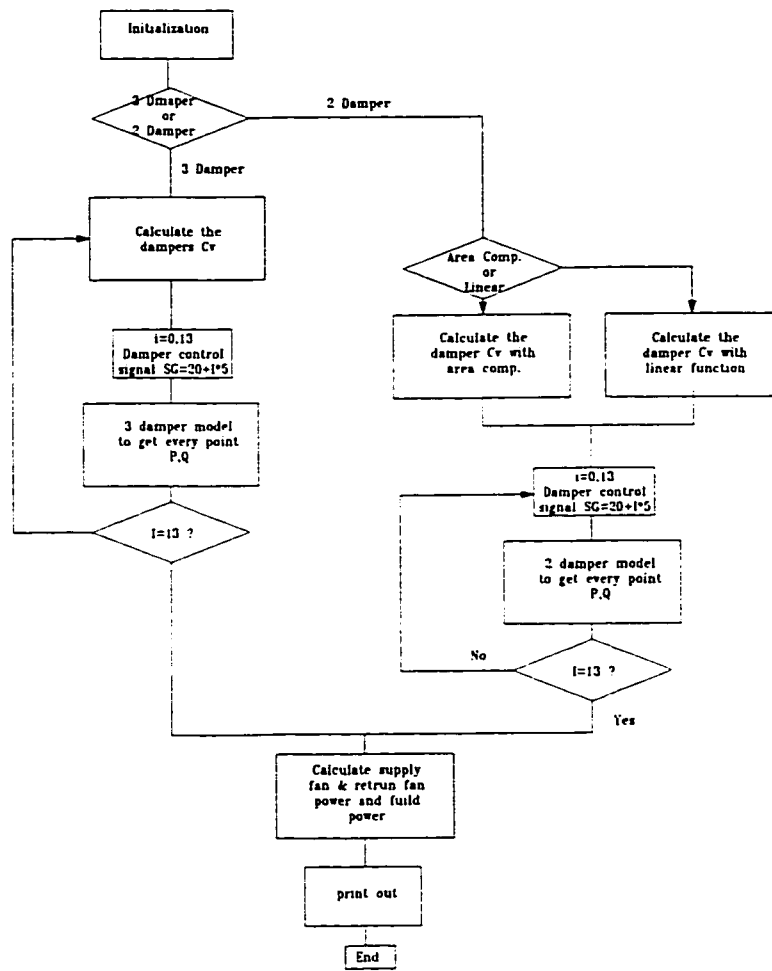 Initialization
3 Dmaper
or
2 Damper
2 Damper
3 Damper
Calculate the
dampers Cv
Area Comp.
or
Linear
i=0,13
Damper control
signal SG=20+I*5
Calculate the
damper Cv with
area comp.
Calculate the
damper Cv with
linear function
3 damper model
to get every point
P,Q
i=0,13
Damper control
signal SG=20+I*5
I=13 ?
2 damper model
to get every point
P,Q
No
I=13 ?
Yes
Calculate supply
fan & retrun fan
power and fuild
power
print out
End